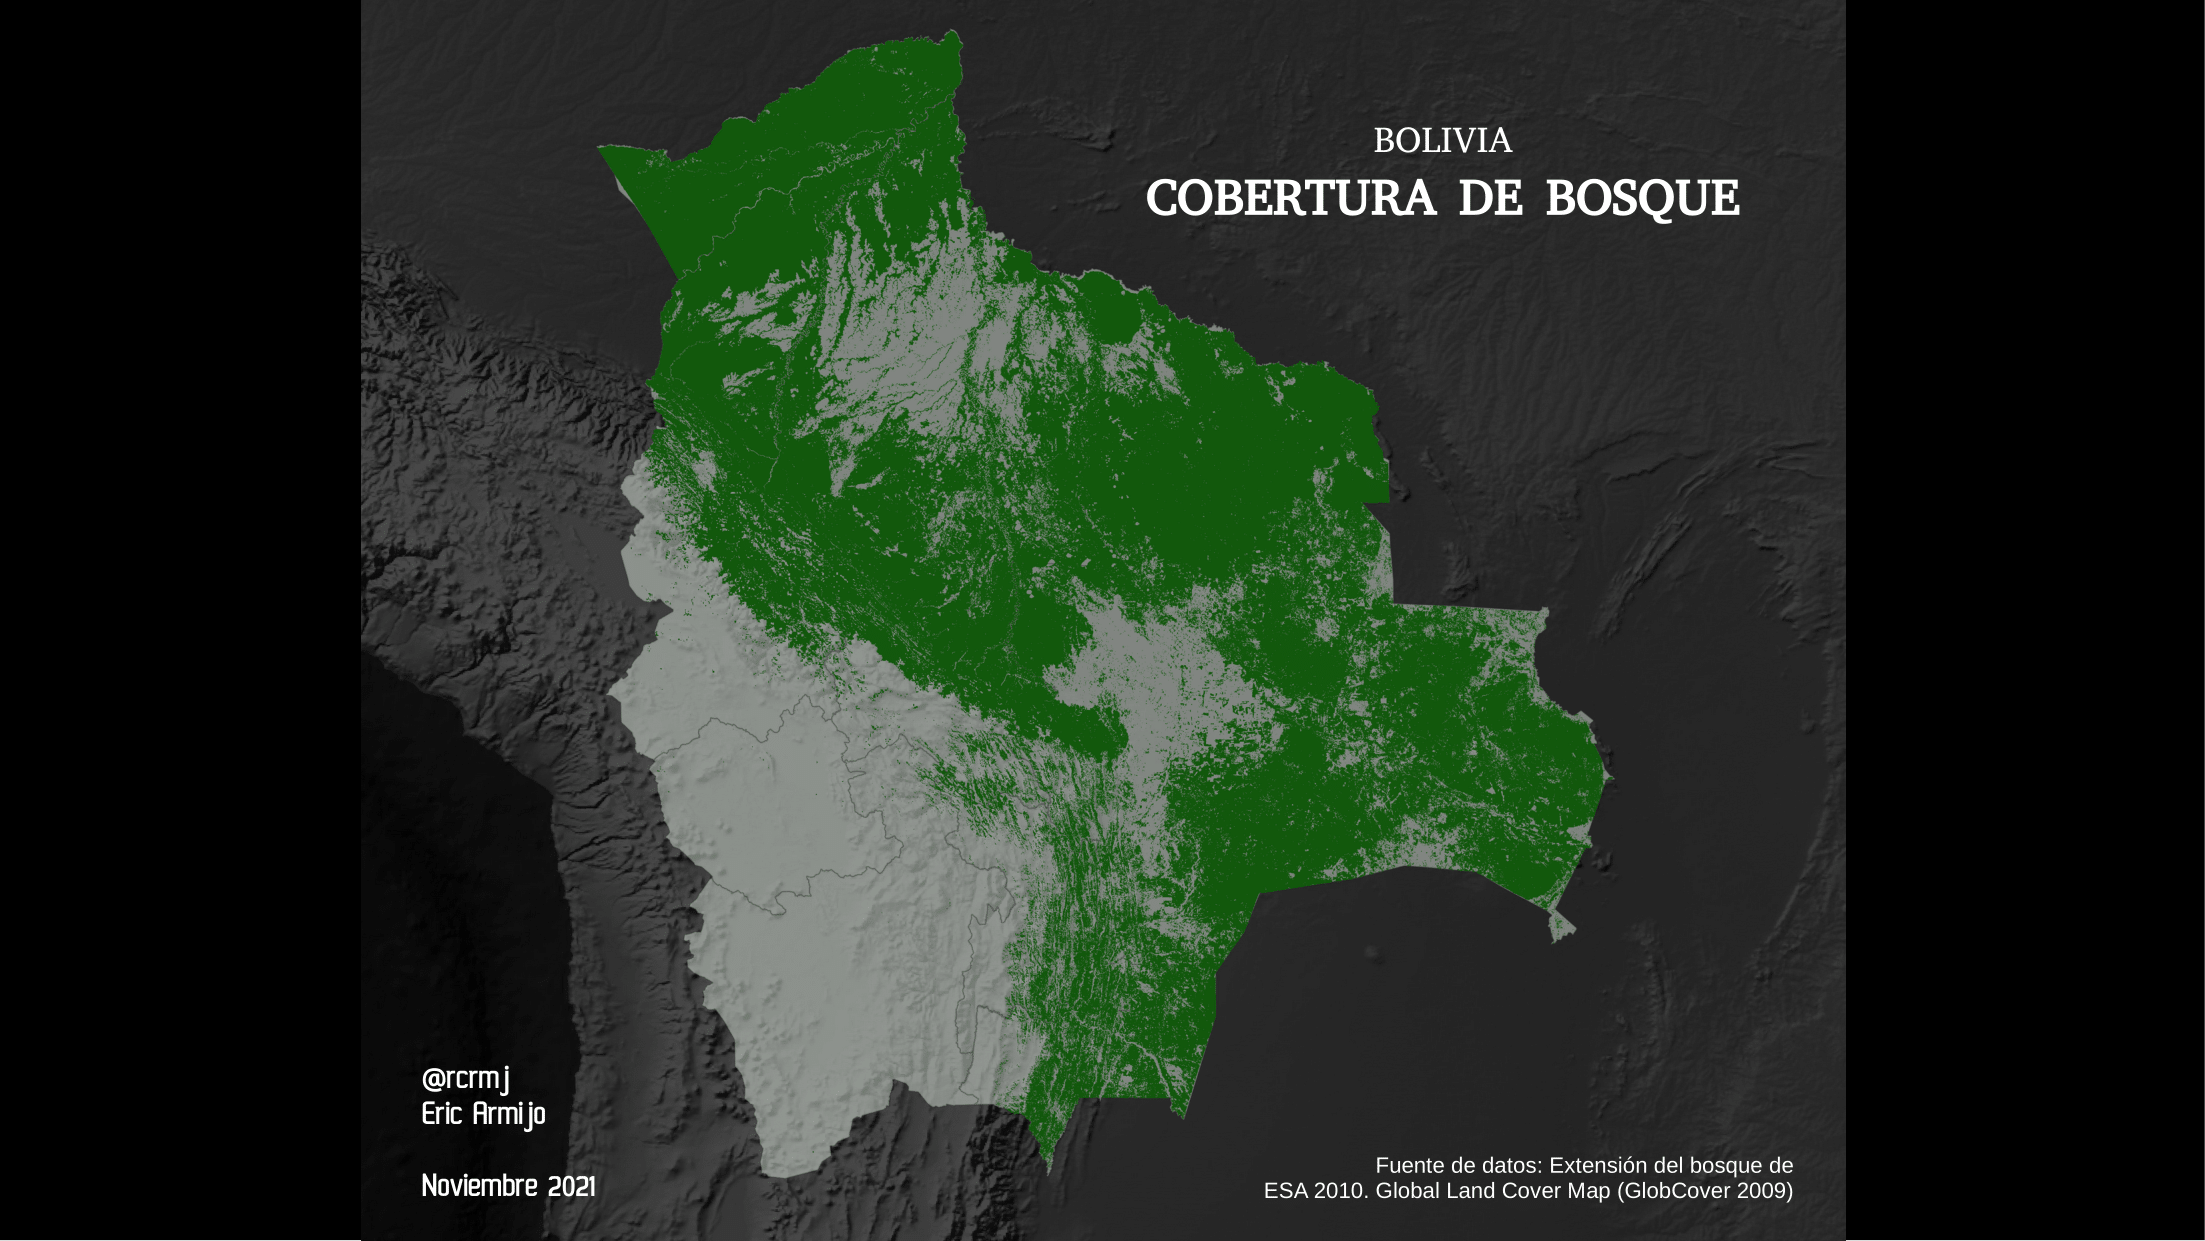 BOLIVIA
COBERTURA DE BOSQUE
@rcrmj
Eric Armijo
Noviembre 2021
Fuente de datos: Extensión del bosque de
ESA 2010. Global Land Cover Map (GlobCover 2009)